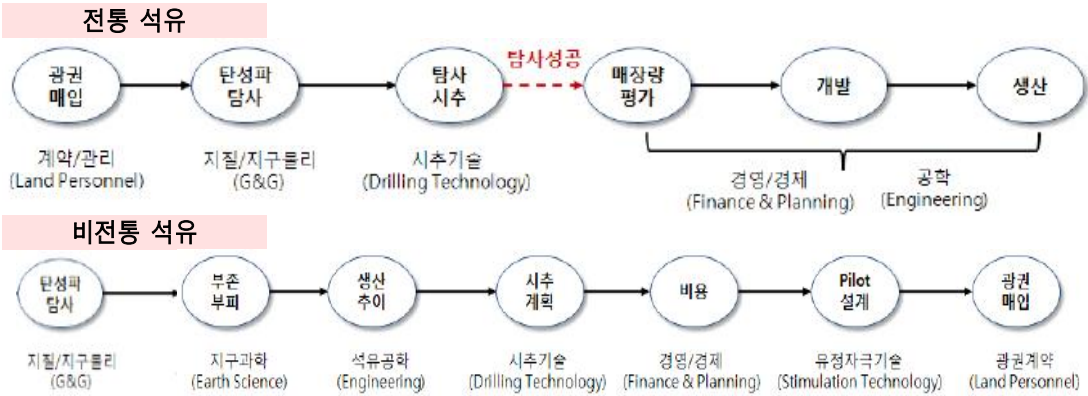 전통 석유
광권
매입
탄성파
탐사
탐사
시추
탐사성공
매장량
평가
개발
생산
계약/관리
(Land Personnel)
지질/지구물리
(G&G)
시추기술
(Drilling Technology)
경영/경제
(Finance & Planning)
공학
(Engineering)
비전통 석유
탄성파
탐사
부존
부피
생산
추이
시추
계획
비용
Pilot
설계
광권
매입
지질/지구물리
(G&G)
지구과학
(Earth Science)
석유공학
(Engineering)
시추기술
(Drilling Technology)
경영/경제
(Finance & Planning)
유정자극기술
(Stimulation Technology)
광권계약
(Land Personnel)